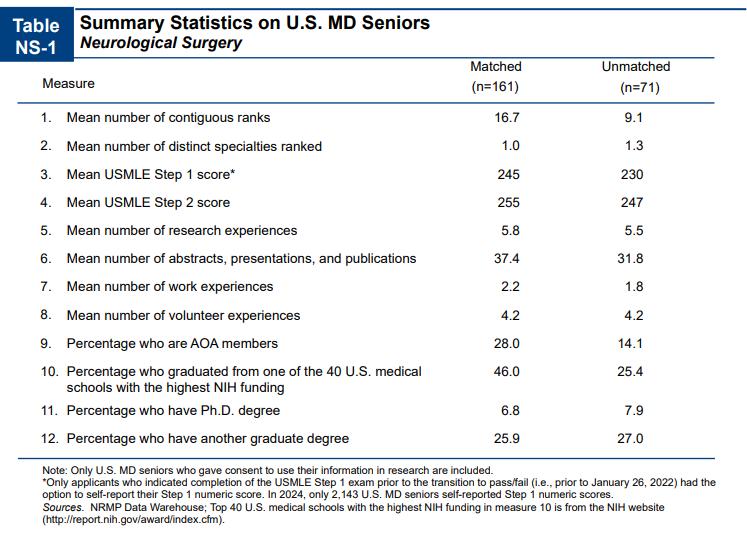 Table
NS-1
Summary Statistics on U.S. MD Seniors
Neurological Surgery
Measure
Matched
(n=161)
Unmatched
(n=71)
1. Mean number of contiguous ranks 16.7 9.1
2. Mean number of distinct specialties ranked 1.0 1.3
3. Mean USMLE Step 1 score* 245 230
4. Mean USMLE Step 2 score 255 247
5. Mean number of research experiences 5.8 5.5
6. Mean number of abstracts, presentations, and publications 37.4 31.8
7. Mean number of work experiences 2.2 1.8
8. Mean number of volunteer experiences 4.2 4.2
9. Percentage who are AOA members 28.0 14.1
10. Percentage who graduated from one of the 40 U.S. medical 46.0 25.4
schools with the highest NIH funding
11. Percentage who have Ph.D. degree 6.8 7.9
12. Percentage who have another graduate degree 25.9 27.0
Note: Only U.S. MD seniors who gave consent to use their information in research are included.
*Only applicants who indicated completion of the USMLE Step 1 exam prior to the transition to pass/fail (i.e., prior to January 26, 2022) had the
option to self-report their Step 1 numeric score. In 2024, only 2,143 U.S. MD seniors self-reported Step 1 numeric scores.
Sources. NRMP Data Warehouse; Top 40 U.S. medical schools with the highest NIH funding in measure 10 is from the NIH website
(http://report.nih.gov/award/index.cfm).